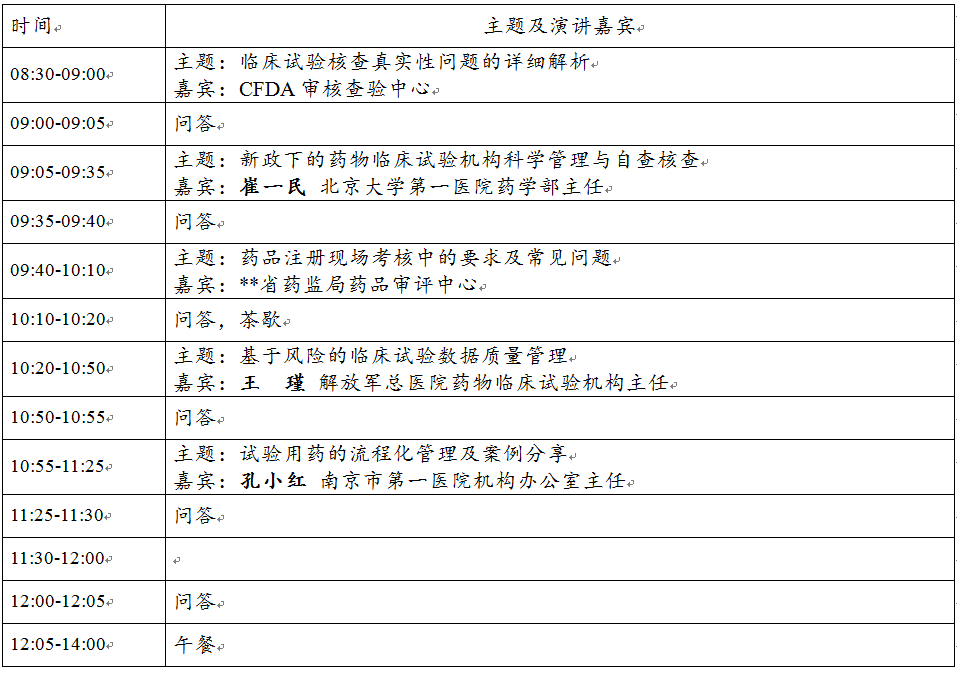 时间 主题及演讲嘉宾
08:30-09:00 主题：临床试验核查真实性问题的详细解析
嘉宾：CFDA 审核查验中心
09:00-09:05 问答
09:05-09:35 主题：新政下的药物临床试验机构科学管理与自查核查
嘉宾：崔一民 北京大学第一医院药学部主任
09:35-09:40 问答
09:40-10:10 主题：药品注册现场考核中的要求及常见问题
嘉宾：**省药监局药品审评中心
10:10-10:20 问答，茶歇
10:20-10:50 主题：基于风险的临床试验数据质量管理
嘉宾：王 瑾 解放军总医院药物临床试验机构主任
10:50-10:55 问答
10:55-11:25 主题：试验用药的流程化管理及案例分享
嘉宾：孔小红 南京市第一医院机构办公室主任
11:25-11:30 问答
11:30-12:00
12:00-12:05 问答
12:05-14:00 午餐